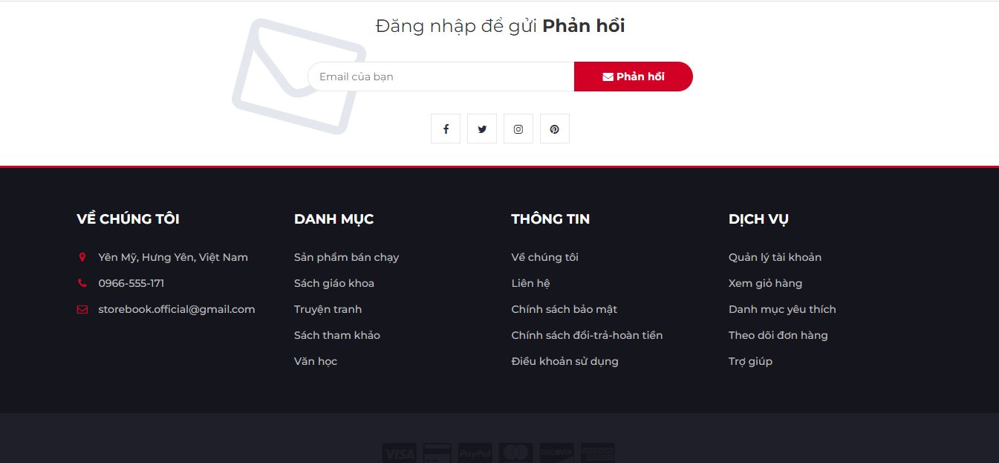 Đăng nhập để gửi Phản hồi
Email của bạn
Phản hồi
VỀ CHÚNG TÔI
Yên Mỹ, Hưng Yên, Việt Nam
0966-555-171
storebook.official@gmail.com
DANH MỤC
Sản phẩm bán chạy
Sách giáo khoa
Truyện tranh
Sách tham khảo
Văn học
THÔNG TIN
Về chúng tôi
Liên hệ
Chính sách bảo mật
Chính sách đổi-trả-hoàn tiền
Điều khoản sử dụng
DỊCH VỤ
Quản lý tài khoản
Xem giỏ hàng
Danh mục yêu thích
Theo dõi đơn hàng
Trợ giúp
VISA
PayPal
DISCOVER